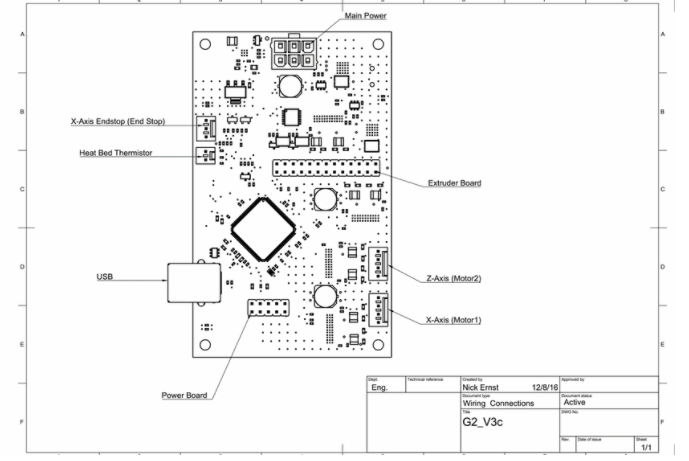 Main Power
A
A
B
B
X-Axis Endstop (End Stop)
Heat Bed Thermistor
C
C
Extruder Board
D
D
USB
Z-Axis (Motor2)
X-Axis (Motor1)
E
E
Power Board
Dept.
Technical reference
Created by
Approved by
Eng.
Nick Ernst 12/8/16
Document type
Document status
Wiring Connections
Active
Title
DWG No.
G2_V3c
F
F
Rev.
Date of issue
Sheet
1/1